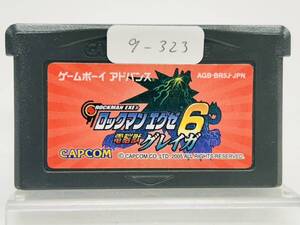 9-323
ゲームボーイ アドバンス
AGB-BR5J-JPN
ROCKMAN EXE
ロックマン エグゼ6
電脳獣 グレイガ
CAPCOM
© CAPCOM CO., LTD. 2005 ALL RIGHTS RESERVED.